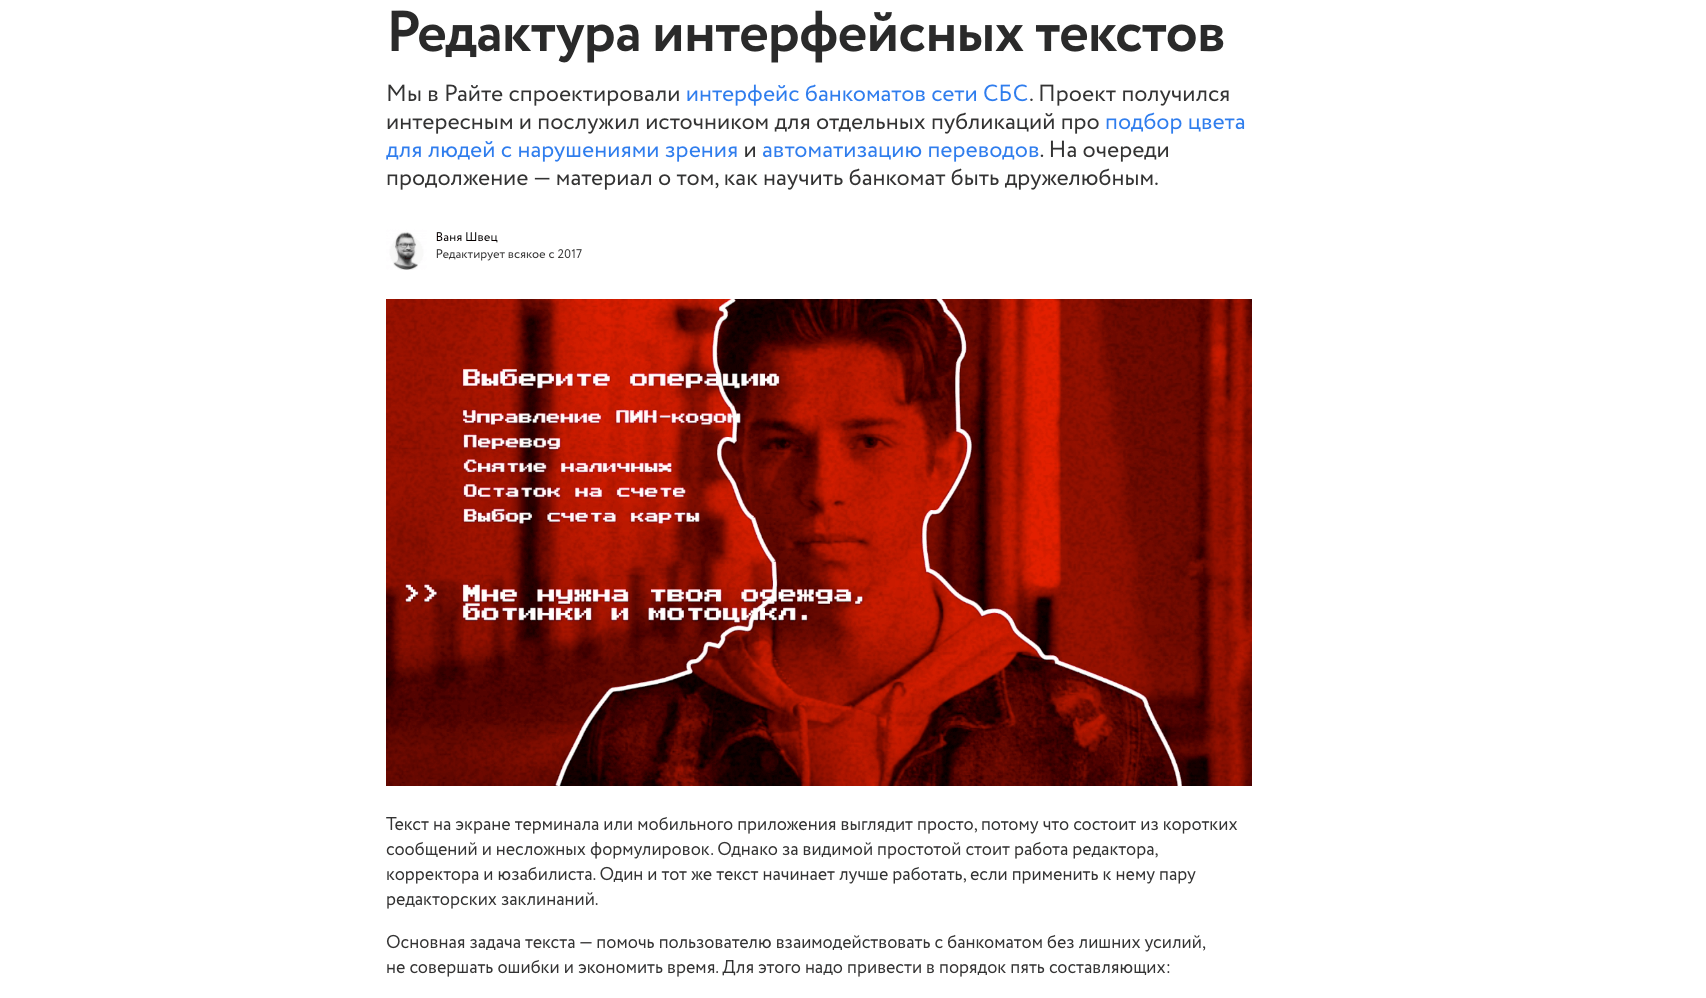 Редактура интерфейсных текстов
Мы в Райте спроектировали интерфейс банкоматов сети СБС. Проект получился
интересным и послужил источником для отдельных публикаций про подбор цвета
для людей с нарушениями зрения и автоматизацию переводов. На очереди
продолжение — материал о том, как научить банкомат быть дружелюбным.
Ваня Швец
Редактирует всякое с 2017
Выберите операцию
Управление ПИН-кодом
Перевод
Снятие наличных
Остаток на счете
Выбор счета карты
>> Мне нужна твоя одежда,
ботинки и мотоцикл.
Текст на экране терминала или мобильного приложения выглядит просто, потому что состоит из коротких
сообщений и несложных формулировок. Однако за видимой простотой стоит работа редактора,
корректора и юзабилиста. Один и тот же текст начинает лучше работать, если применить к нему пару
редакторских заклинаний.
Основная задача текста — помочь пользователю взаимодействовать с банкоматом без лишних усилий,
не совершать ошибки и экономить время. Для этого надо привести в порядок пять составляющих: